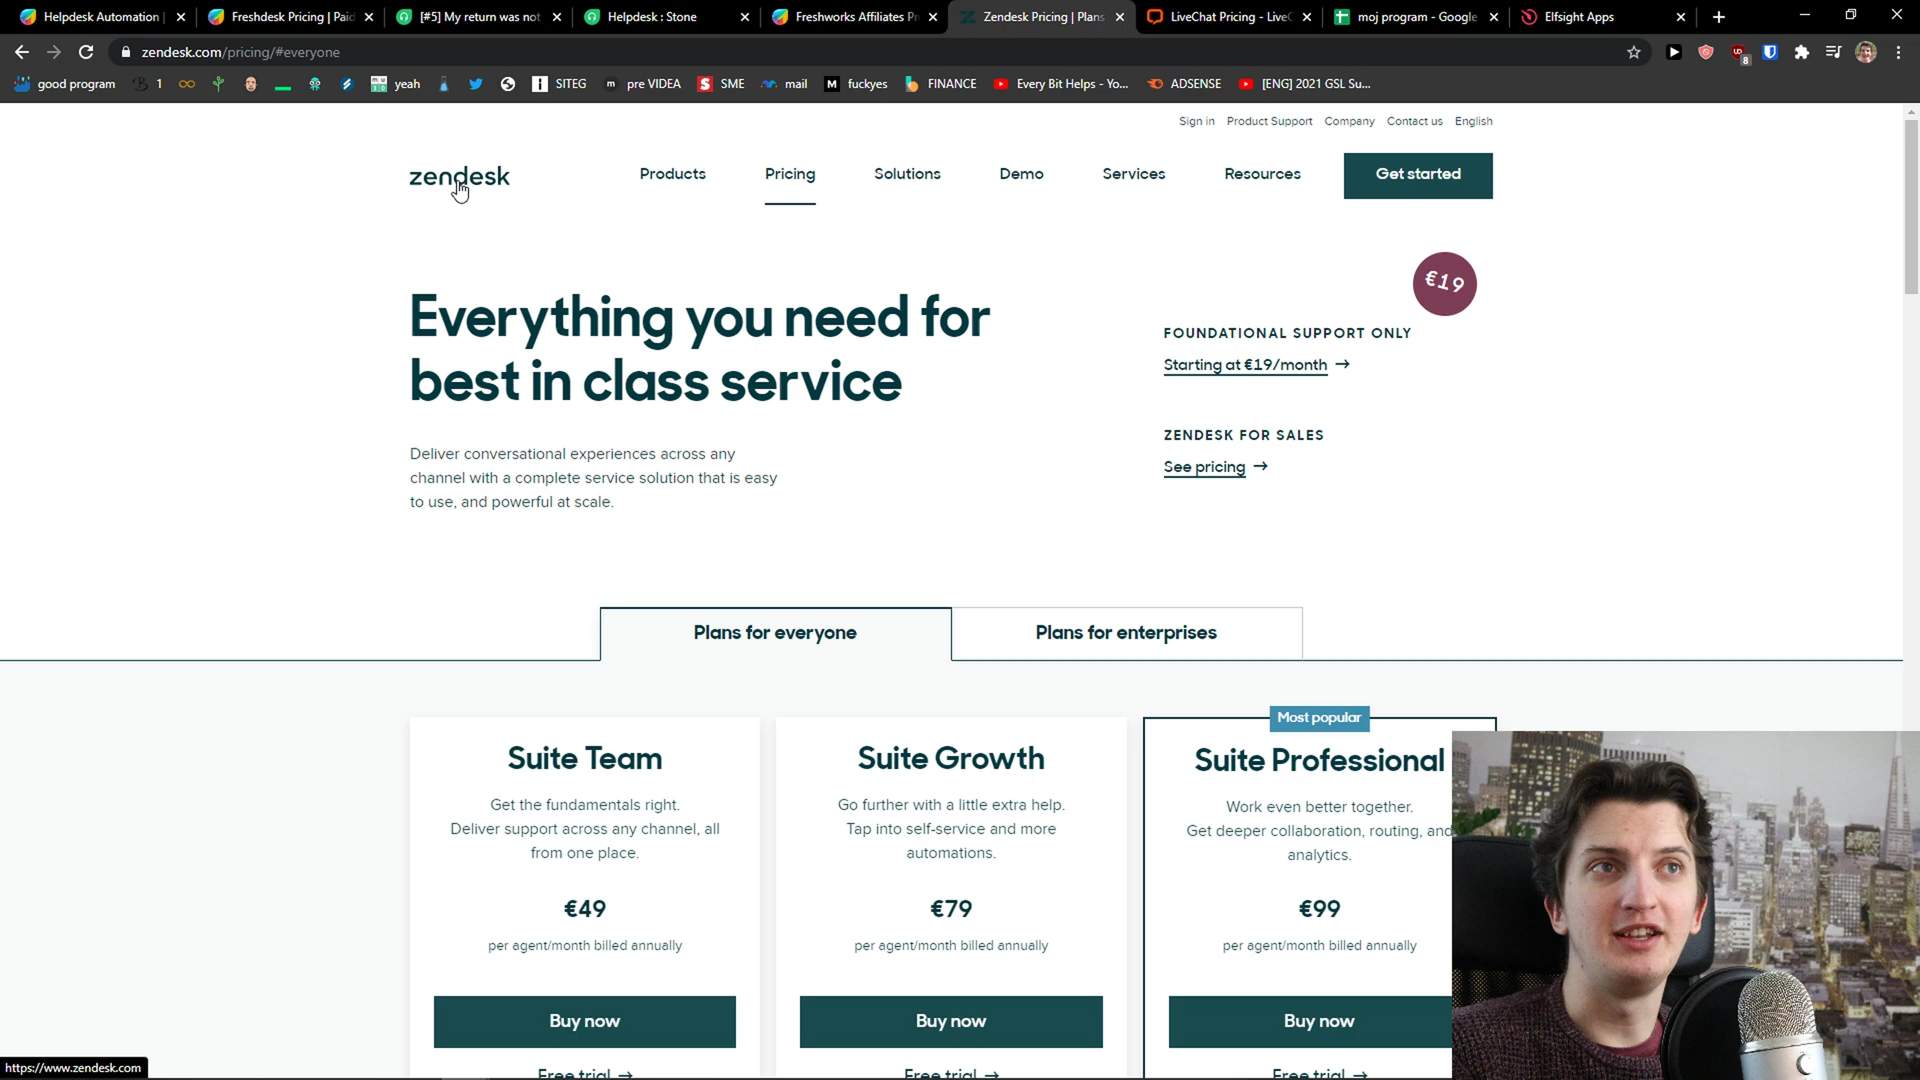 Helpdesk Automation
Freshdesk Pricing | Paid
[#5] My return was not
Helpdesk : Stone
Freshworks Affiliates Pr
Zendesk Pricing | Plans
LiveChat Pricing - LiveC
moj program - Google
Elfsight Apps
zendesk.com/pricing/#everyone
8
good program
1
yeah
SITEG
pre VIDEA
SME
mail
fuckyes
FINANCE
Every Bit Helps - Yo...
ADSENSE
[ENG] 2021 GSL Su...
Sign in
Product Support
Company
Contact us
English
zendesk
Products
Pricing
Solutions
Demo
Services
Resources
Get started
Everything you need for
best in class service
€19
FOUNDATIONAL SUPPORT ONLY
Starting at €19/month →
ZENDESK FOR SALES
See pricing →
Deliver conversational experiences across any
channel with a complete service solution that is easy
to use, and powerful at scale.
Plans for everyone
Plans for enterprises
Suite Team
Get the fundamentals right.
Deliver support across any channel, all
from one place.
€49
per agent/month billed annually
Buy now
Free trial →
Suite Growth
Go further with a little extra help.
Tap into self-service and more
automations.
€79
per agent/month billed annually
Buy now
Free trial →
Most popular
Suite Professional
Work even better together.
Get deeper collaboration, routing, and
analytics.
€99
per agent/month billed annually
Buy now
Free trial →
https://www.zendesk.com